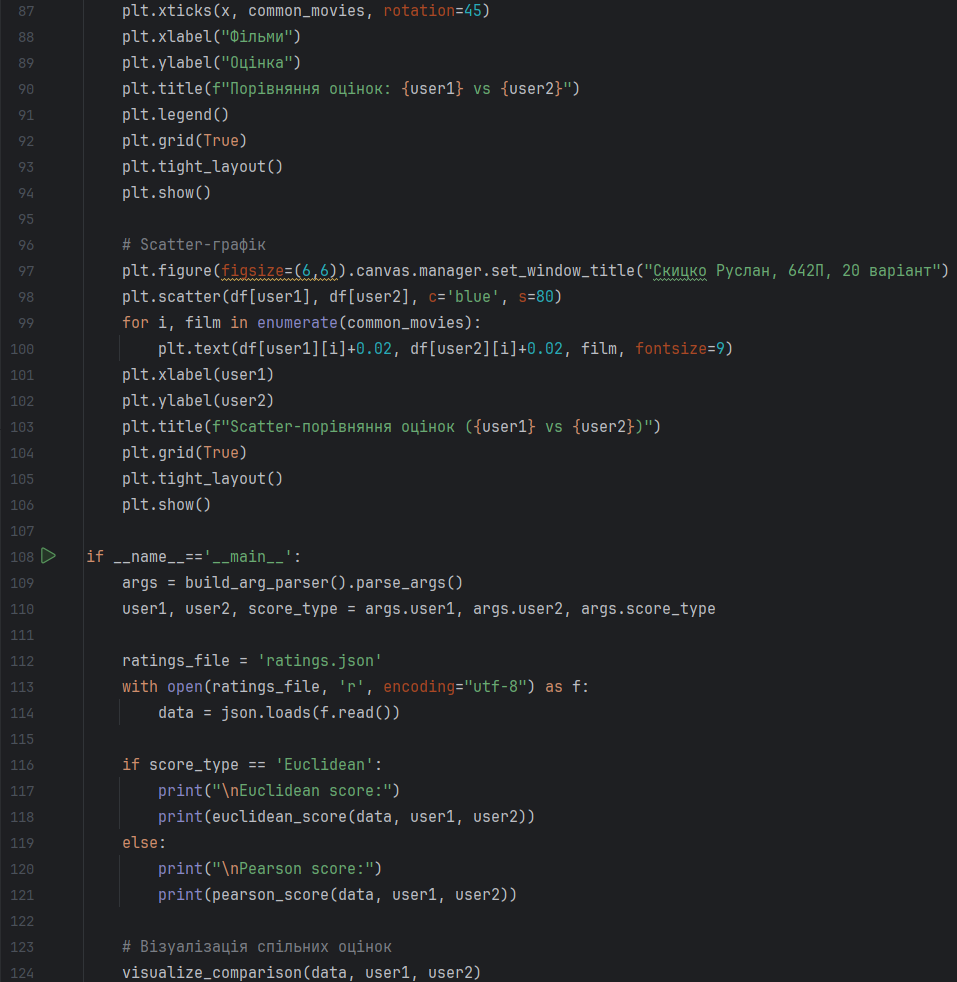 87 plt.xticks(x, common_movies, rotation=45)
88 plt.xlabel("Фільми")
89 plt.ylabel("Оцінка")
90 plt.title(f"Порівняння оцінок: {user1} vs {user2}")
91 plt.legend()
92 plt.grid(True)
93 plt.tight_layout()
94 plt.show()
95
96 # Scatter-графік
97 plt.figure(figsize=(6,6)).canvas.manager.set_window_title("Скицко Руслан, 642П, 20 варіант")
98 plt.scatter(df[user1], df[user2], c='blue', s=80)
99 for i, film in enumerate(common_movies):
100 plt.text(df[user1][i]+0.02, df[user2][i]+0.02, film, fontsize=9)
101 plt.xlabel(user1)
102 plt.ylabel(user2)
103 plt.title(f"Scatter-порівняння оцінок ({user1} vs {user2})")
104 plt.grid(True)
105 plt.tight_layout()
106 plt.show()
107
108 if __name__=='__main__':
109 args = build_arg_parser().parse_args()
110 user1, user2, score_type = args.user1, args.user2, args.score_type
111
112 ratings_file = 'ratings.json'
113 with open(ratings_file, 'r', encoding="utf-8") as f:
114 data = json.loads(f.read())
115
116 if score_type == 'Euclidean':
117 print("\nEuclidean score:")
118 print(euclidean_score(data, user1, user2))
119 else:
120 print("\nPearson score:")
121 print(pearson_score(data, user1, user2))
122
123 # Візуалізація спільних оцінок
124 visualize_comparison(data, user1, user2)